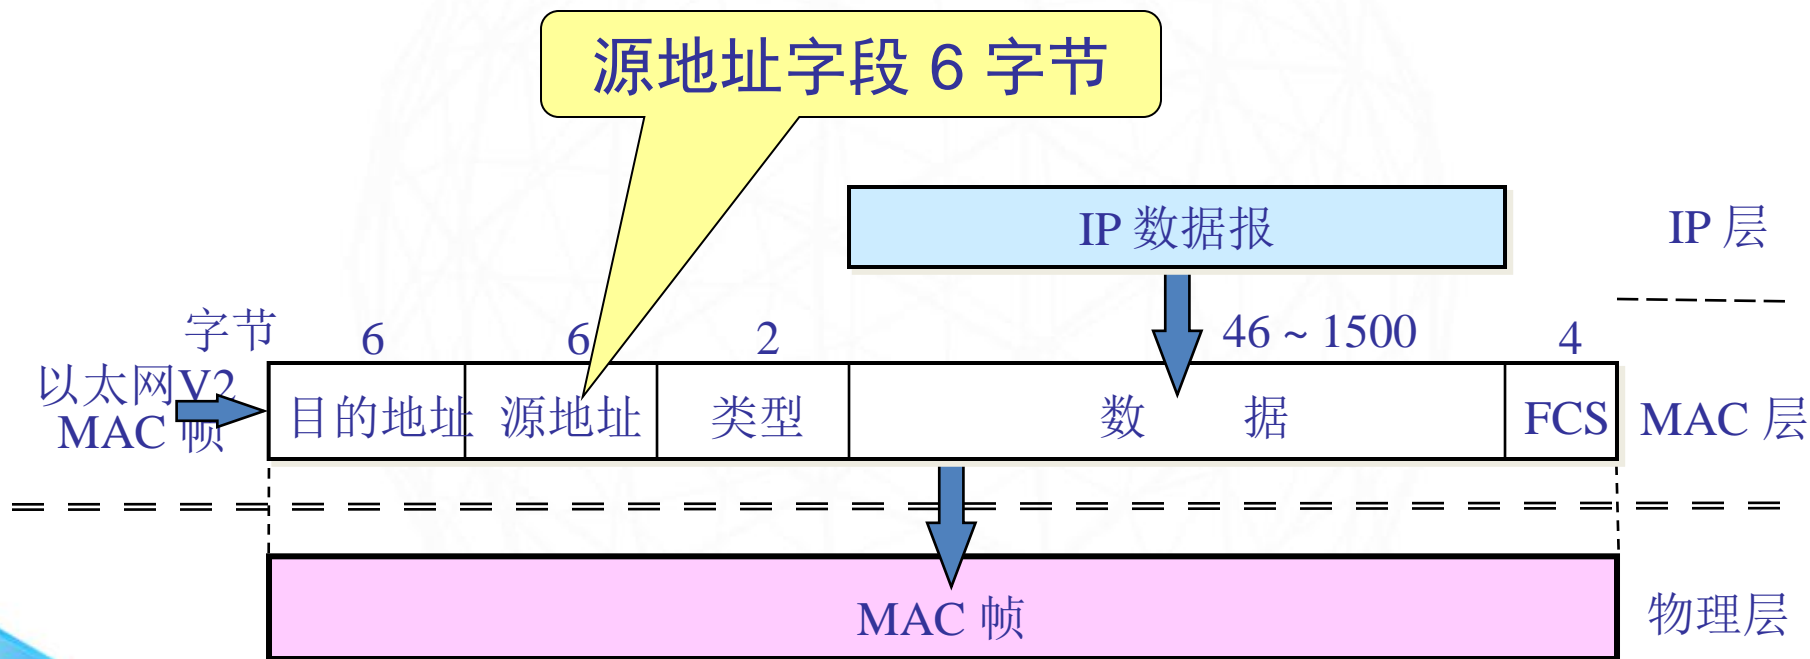 源地址字段 6 字节
IP 数据报
IP 层
字节
6
6
2
46 ~ 1500
4
以太网V2
MAC 帧
目的地址
源地址
类型
数 据
FCS
MAC 层
MAC 帧
物理层